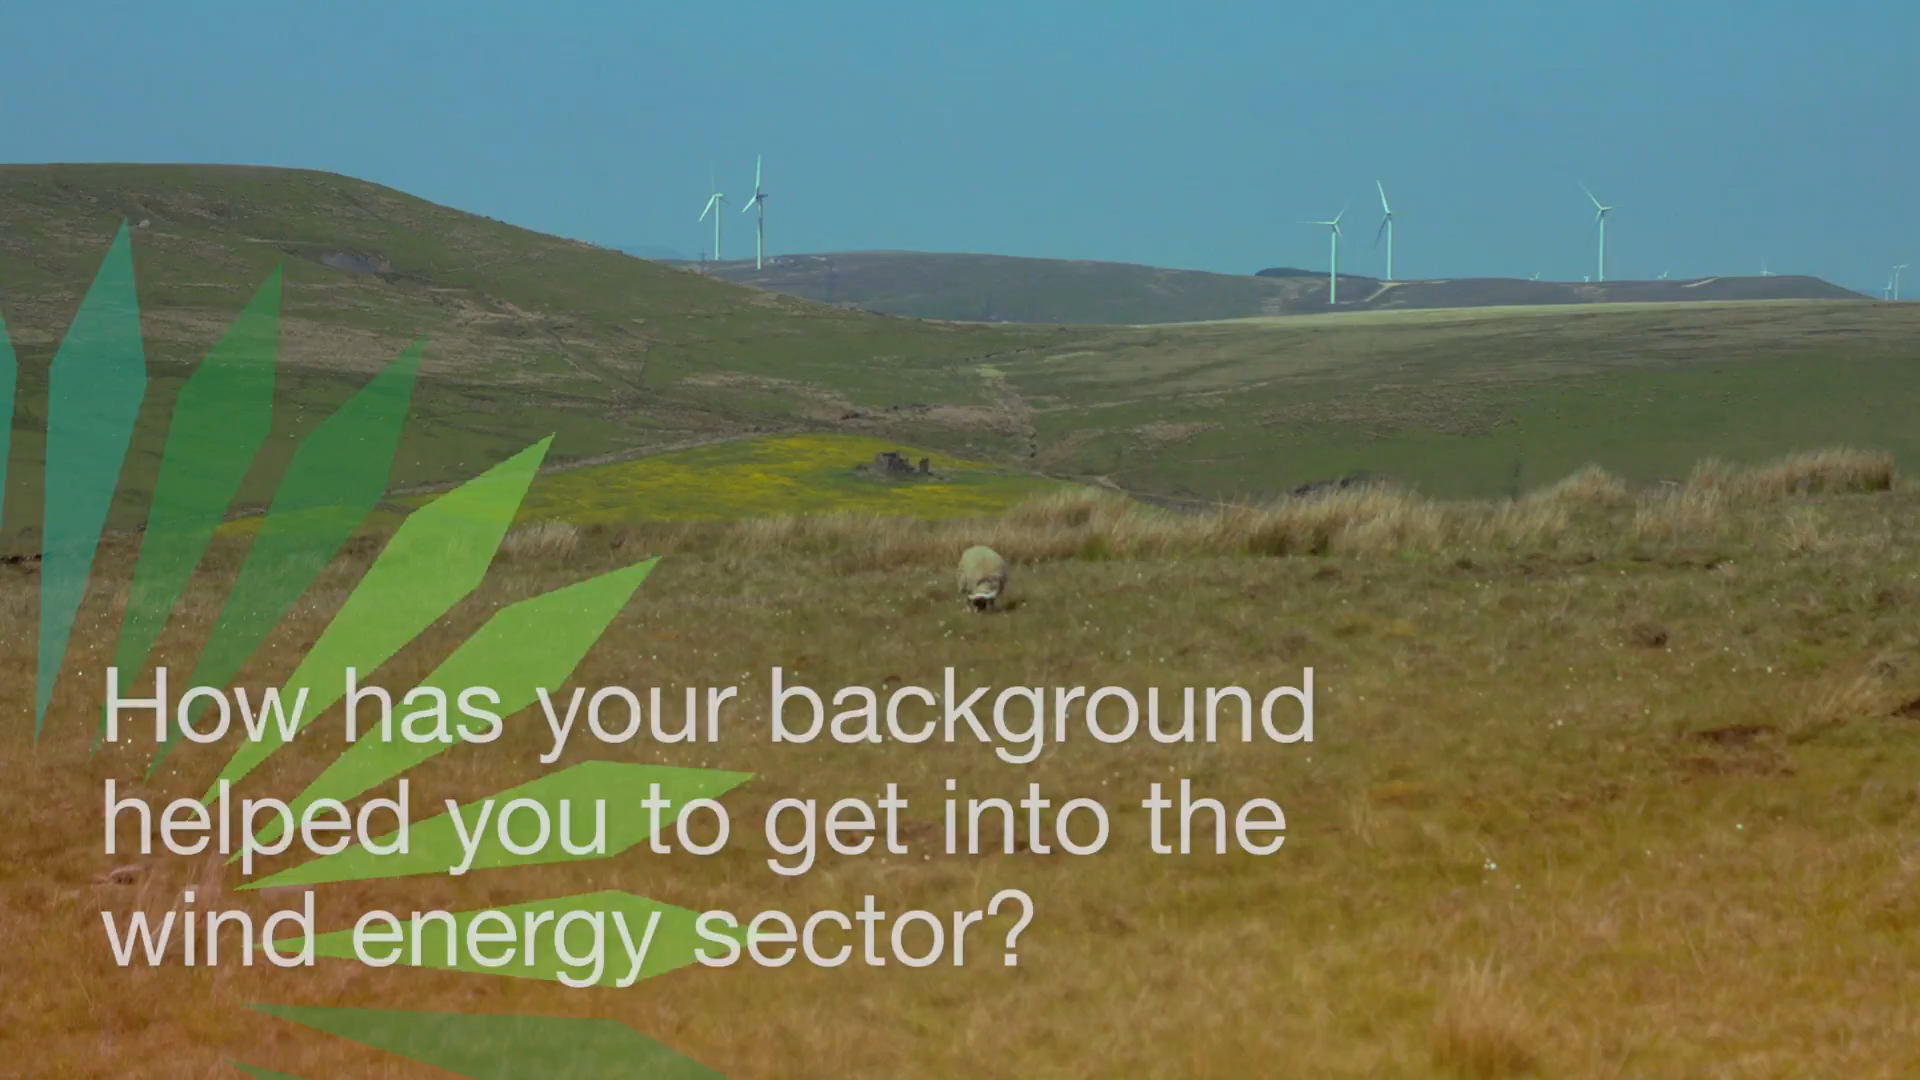 How has your background
helped you to get into the
wind energy sector?